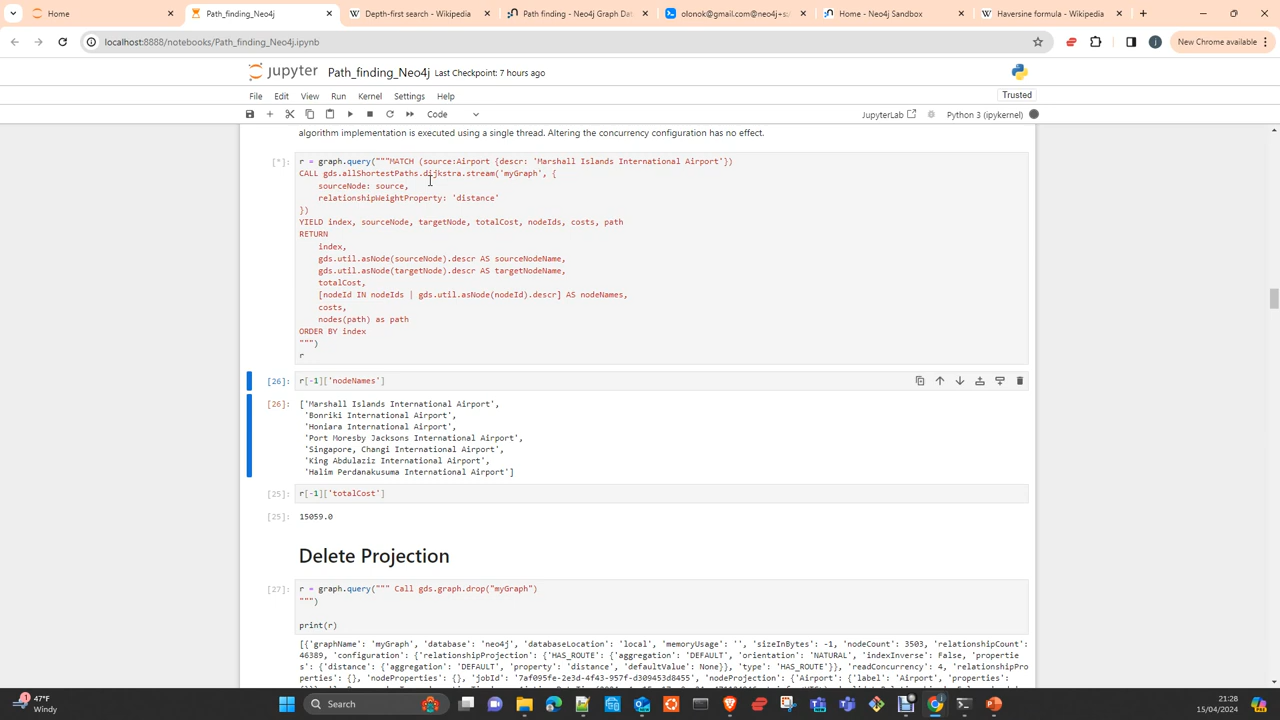 Home
Path_finding_Neo4j
Depth-first search - Wikipedia
Path finding - Neo4j Graph Dat
olonok@gmail.com@neo4j+s
Home - Neo4j Sandbox
Haversine formula - Wikipedia
localhost:8888/notebooks/Path_finding_Neo4j.ipynb
New Chrome available
jupyter Path_finding_Neo4j Last Checkpoint: 7 hours ago
File Edit View Run Kernel Settings Help
Trusted
Code
JupyterLab
Python 3 (ipykernel)
algorithm implementation is executed using a single thread. Altering the concurrency configuration has no effect.
[*]: r = graph.query("""MATCH (source:Airport {descr: 'Marshall Islands International Airport'})
CALL gds.allShortestPaths.dijkstra.stream('myGraph', {
sourceNode: source,
relationshipWeightProperty: 'distance'
})
YIELD index, sourceNode, targetNode, totalCost, nodeIds, costs, path
RETURN
index,
gds.util.asNode(sourceNode).descr AS sourceNodeName,
gds.util.asNode(targetNode).descr AS targetNodeName,
totalCost,
[nodeId IN nodeIds | gds.util.asNode(nodeId).descr] AS nodeNames,
costs,
nodes(path) as path
ORDER BY index
""")
r
[26]: r[-1]['nodeNames']
[26]: ['Marshall Islands International Airport',
'Bonriki International Airport',
'Honiara International Airport',
'Port Moresby Jacksons International Airport',
'Singapore, Changi International Airport',
'King Abdulaziz International Airport',
'Halim Perdanakusuma International Airport']
[25]: r[-1]['totalCost']
[25]: 15059.0
Delete Projection
[27]: r = graph.query(""" Call gds.graph.drop("myGraph")
""")
print(r)
[{'graphName': 'myGraph', 'database': 'neo4j', 'databaseLocation': 'local', 'memoryUsage': '', 'sizeInBytes': -1, 'nodeCount': 3503, 'relationshipCount':
46389, 'configuration': {'relationshipProjection': {'HAS_ROUTE': {'aggregation': 'DEFAULT', 'orientation': 'NATURAL', 'indexInverse': False, 'propertie
s': {'distance': {'aggregation': 'DEFAULT', 'property': 'distance', 'defaultValue': None}}, 'type': 'HAS_ROUTE'}}, 'readConcurrency': 4, 'relationshipPro
perties': {}, 'nodeProperties': {}, 'jobId': '7af095fe-2e3d-4f43-957f-d309453d8455', 'nodeProjection': {'Airport': {'label': 'Airport', 'properties':
1
47°F
Windy
Search
21:28
15/04/2024